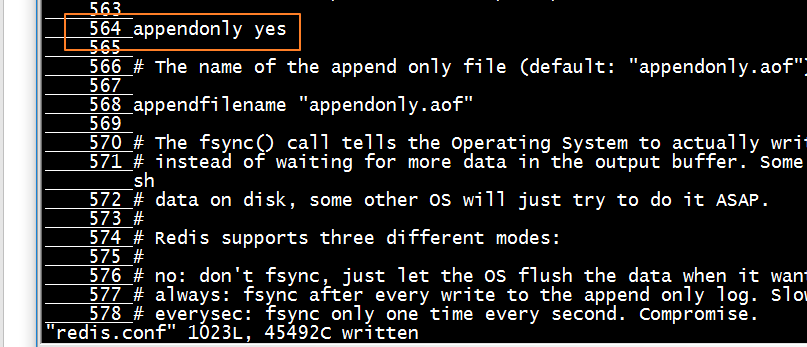 563
564 appendonly yes
565
566 # The name of the append only file (default: "appendonly.aof")
567
568 appendfilename "appendonly.aof"
569
570 # The fsync() call tells the Operating System to actually writ
571 # instead of waiting for more data in the output buffer. Some
sh
572 # data on disk, some other OS will just try to do it ASAP.
573 #
574 # Redis supports three different modes:
575 #
576 # no: don't fsync, just let the OS flush the data when it want
577 # always: fsync after every write to the append only log. Slow
578 # everysec: fsync only one time every second. Compromise.
"redis.conf" 1023L, 45492C written